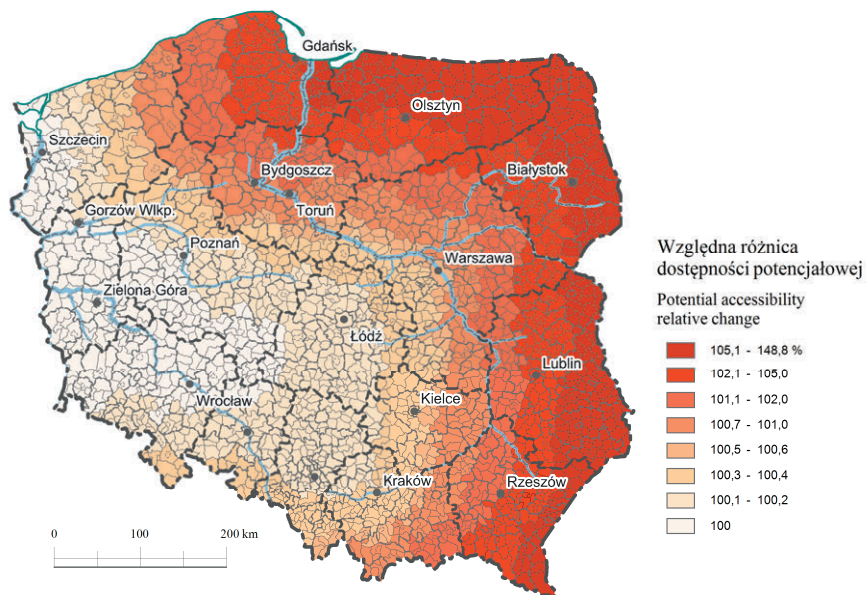 Gdańsk
Olsztyn
Szczecin
Bydgoszcz
Białystok
Toruń
Gorzów Wlkp.
Poznań
Warszawa
Zielona Góra
Łódź
Lublin
Wrocław
Kielce
Kraków
Rzeszów
0 100 200 km
Względna różnica
dostępności potencjałowej
Potential accessibility
relative change
105,1 - 148,8 %
102,1 - 105,0
101,1 - 102,0
100,7 - 101,0
100,5 - 100,6
100,3 - 100,4
100,1 - 100,2
100